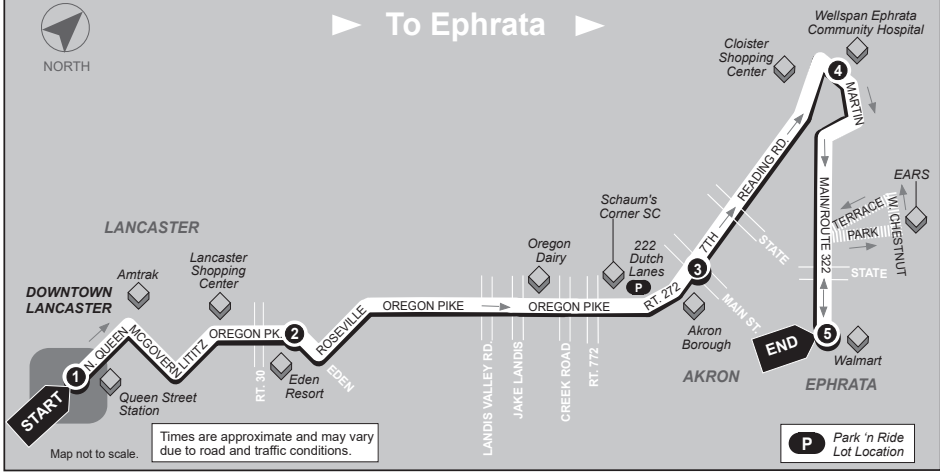 To Ephrata
NORTH
Wellspan Ephrata
Community Hospital
Cloister
Shopping
Center
4
MARTIN
READING RD.
EARS
MAIN/ROUTE 322
TERRACE
PARK
W. CHESTNUT
STATE
STATE
7TH
Schaum's
Corner SC
222
Dutch
Lanes
P
3
RT. 272
MAIN ST.
Akron
Borough
AKRON
LANCASTER
DOWNTOWN
LANCASTER
Amtrak
Lancaster
Shopping
Center
Oregon
Dairy
OREGON PIKE
OREGON PIKE
ROSEVILLE
EDEN
2
OREGON PK.
LITITZ
MCGOVERN
N. QUEEN
1
START
Queen Street
Station
RT. 30
Eden
Resort
LANDIS VALLEY RD.
JAKE LANDIS
CREEK ROAD
RT. 772
END
5
Walmart
EPHRATA
Map not to scale.
Times are approximate and may vary
due to road and traffic conditions.
P
Park 'n Ride
Lot Location